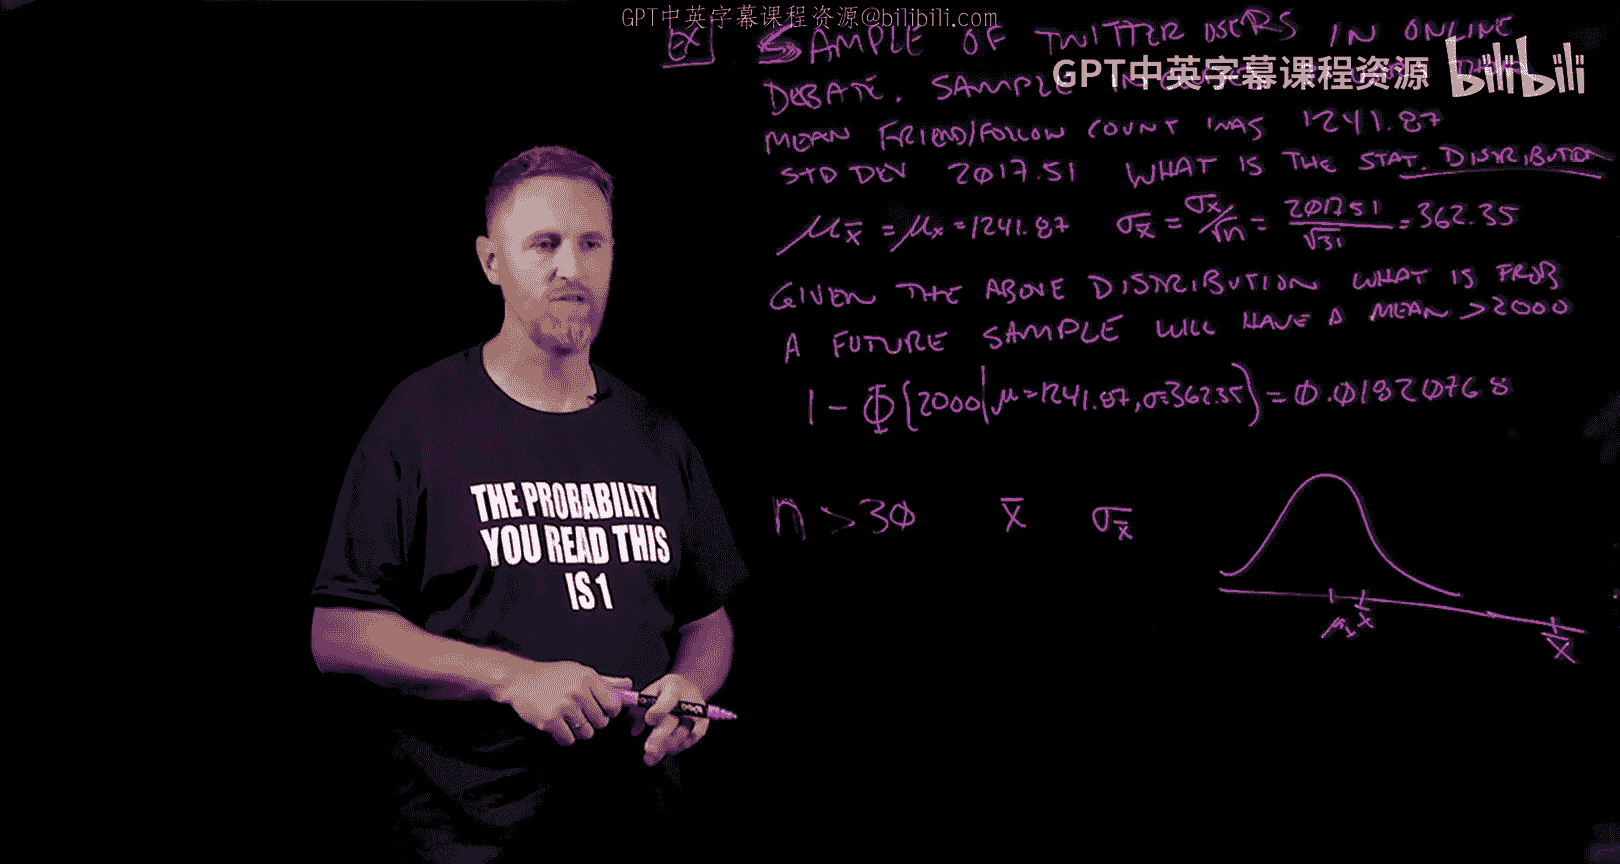 GPT中英字幕课程资源@bilibili.com
EX SAMPLE OF TWITTER USERS IN ONLINE
GPT中英字幕课程资源 bilibili
DEBATE. SAMPLE
MEAN FRIEND/FOLLOW COUNT WAS 1241.87
STD DEV 2017.51 WHAT IS THE STAT. DISTRIBUTION
μx̄ = μx = 1241.87 σx̄ = σx/√n = 2017.51/√31 = 362.35
GIVEN THE ABOVE DISTRIBUTION WHAT IS PROB
A FUTURE SAMPLE WILL HAVE A MEAN >2000
1 - Φ(2000|μ=1241.87, σ=362.35) = 0.01820768
n > 30 x̄ σx̄
THE PROBABILITY
YOU READ THIS
IS 1
x̄